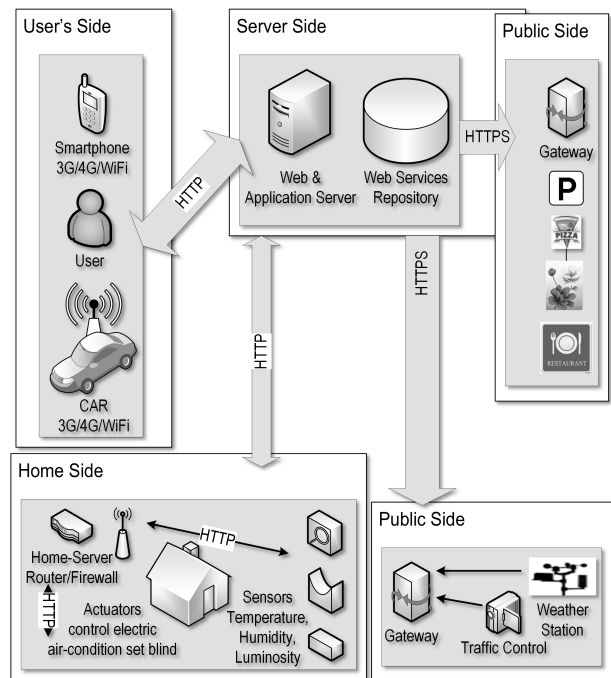 User's Side
Smartphone
3G/4G/WiFi
User
CAR
3G/4G/WiFi
HTTP
Server Side
Web &
Application Server
Web Services
Repository
HTTPS
Public Side
Gateway
P
PIZZA
RESTAURANT
HTTP
HTTPS
Home Side
Home-Server
Router/Firewall
HTTP
HTTP
Actuators
control electric
air-condition set blind
Sensors
Temperature,
Humidity,
Luminosity
Public Side
Gateway
Traffic Control
Weather
Station